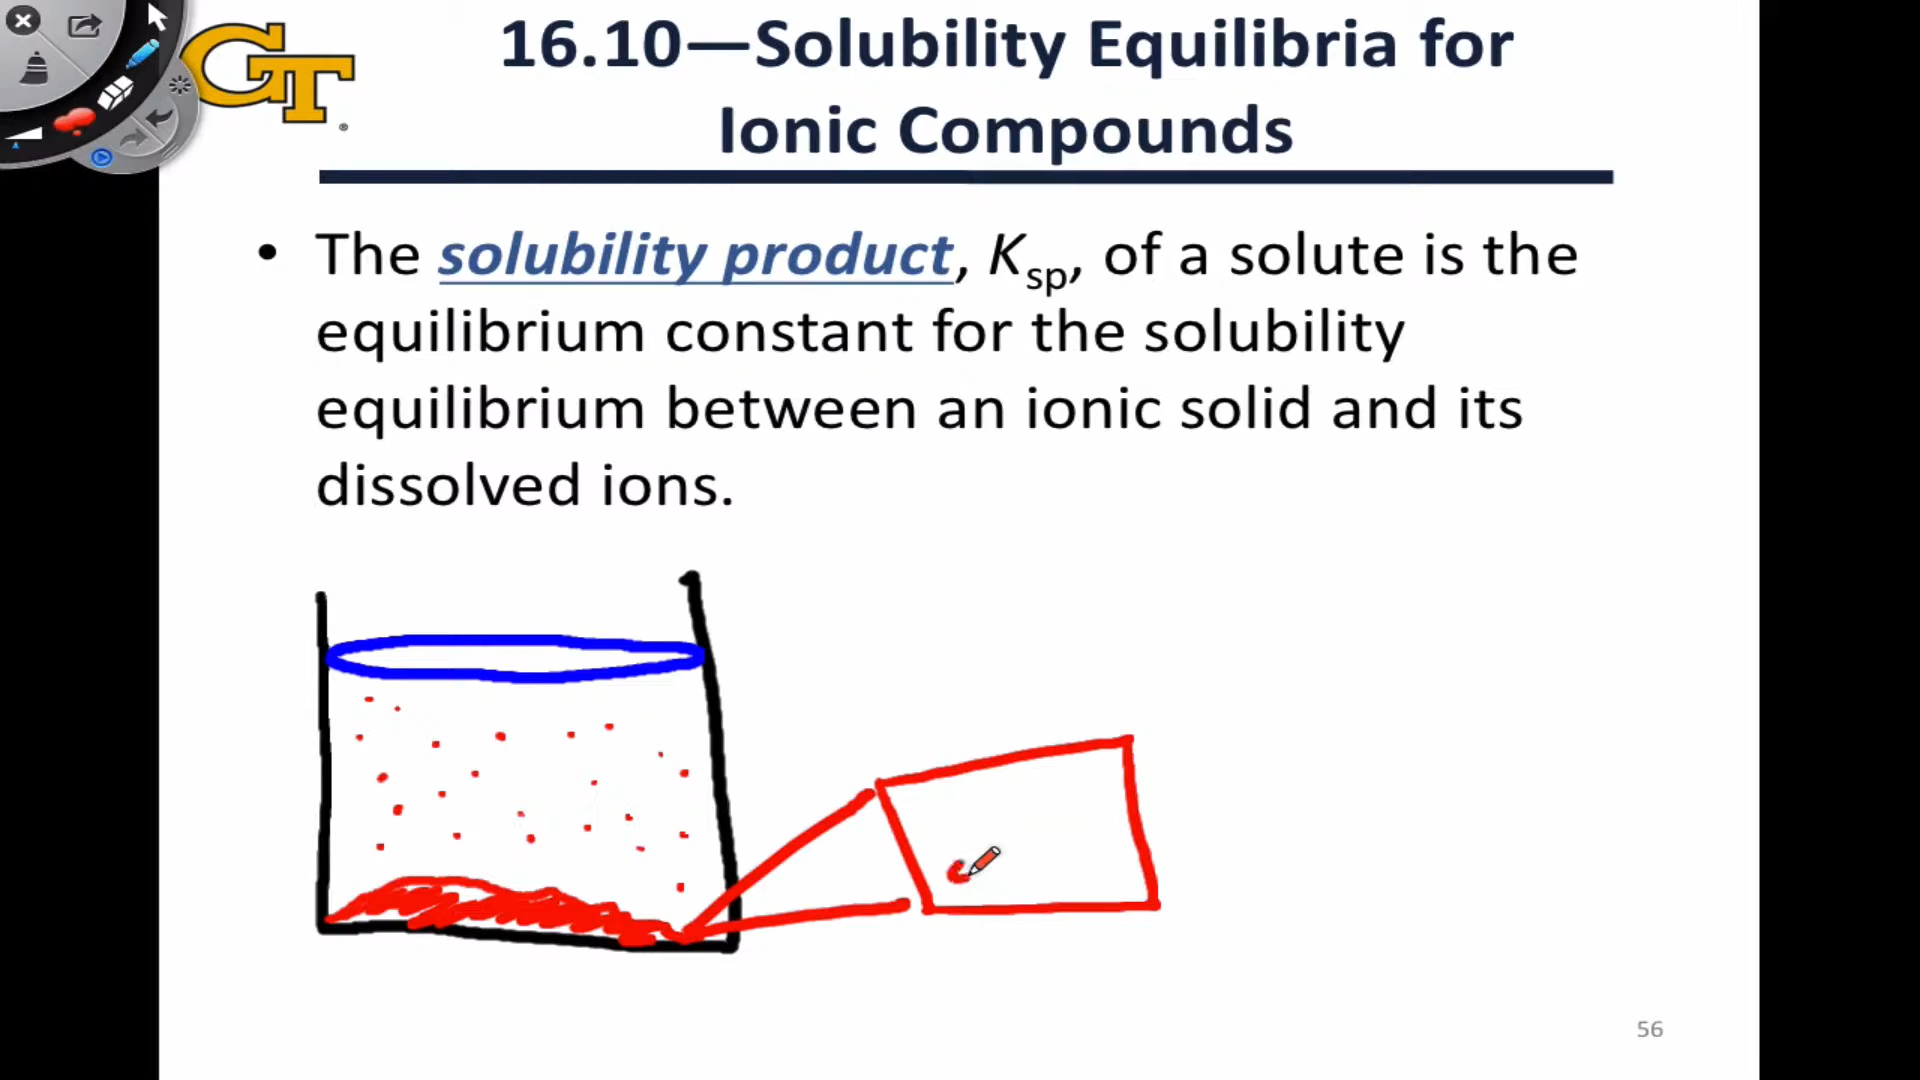 GT
®
16.10—Solubility Equilibria for
Ionic Compounds
• The solubility product, Ksp, of a solute is the
equilibrium constant for the solubility
equilibrium between an ionic solid and its
dissolved ions.
56